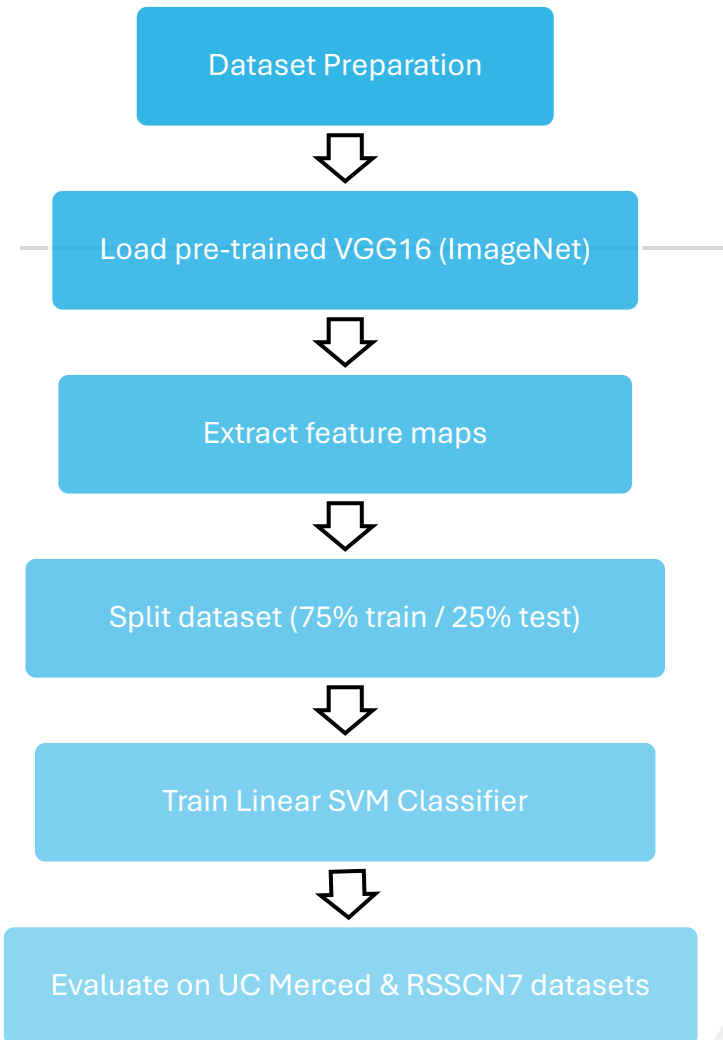 Dataset Preparation
Load pre-trained VGG16 (ImageNet)
Extract feature maps
Split dataset (75% train / 25% test)
Train Linear SVM Classifier
Evaluate on UC Merced & RSSCN7 datasets